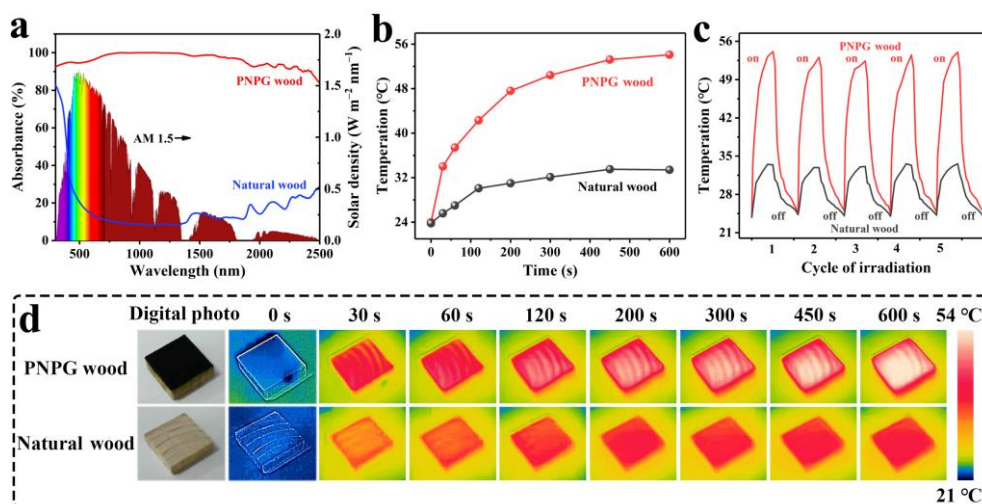 a
Absorbance (%)
100
80
60
40
20
0
PNPG wood
AM 1.5
Natural wood
2.0
1.5
1.0
0.5
0.0
Solar density (W m⁻² nm⁻¹)
500 1000 1500 2000 2500
Wavelength (nm)
b
Temperation (°C)
56
48
40
32
24
PNPG wood
Natural wood
0 100 200 300 400 500 600
Time (s)
c
Temperation (°C)
56
49
42
35
28
21
PNPG wood
on on on on on
off off off off off
Natural wood
1 2 3 4 5
Cycle of irradiation
d
Digital photo 0 s 30 s 60 s 120 s 200 s 300 s 450 s 600 s 54 °C
PNPG wood
Natural wood
21 °C